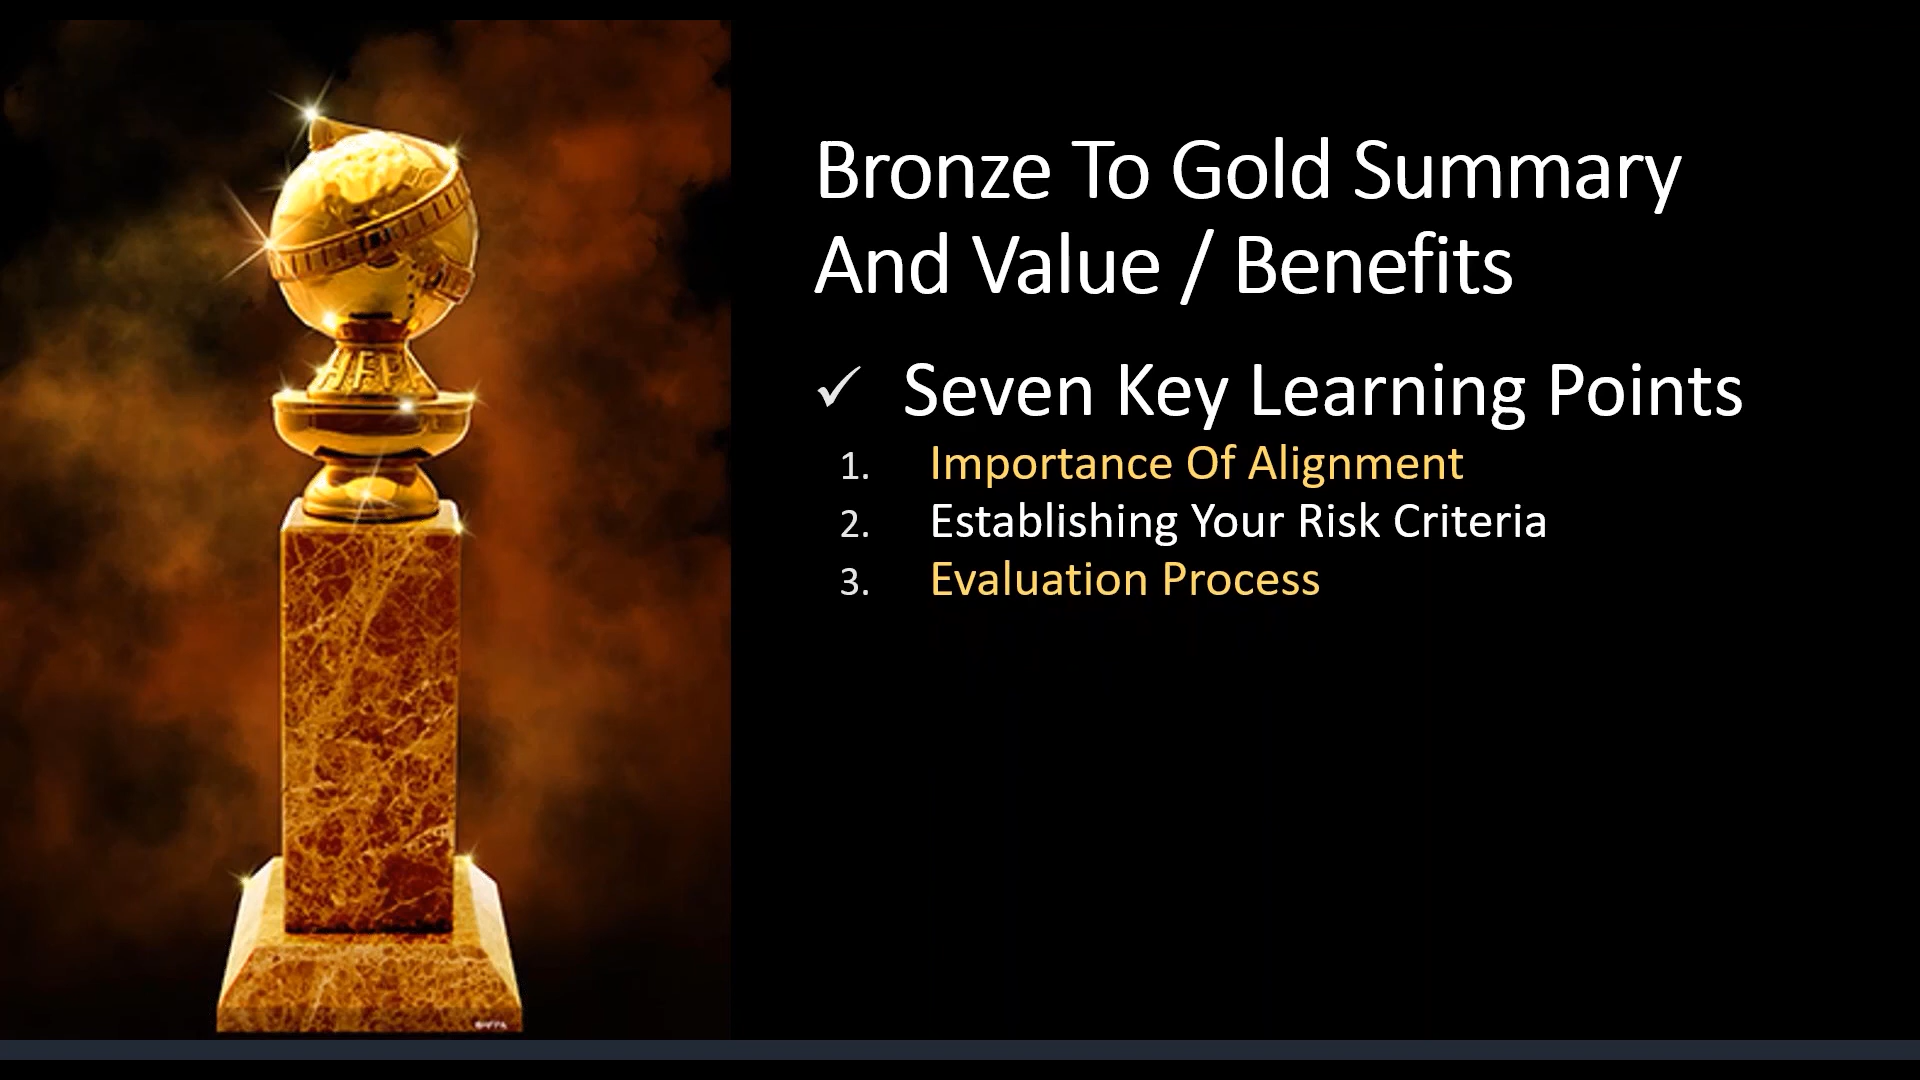 Bronze To Gold Summary
And Value / Benefits
✓ Seven Key Learning Points
1. Importance Of Alignment
2. Establishing Your Risk Criteria
3. Evaluation Process
HFPA